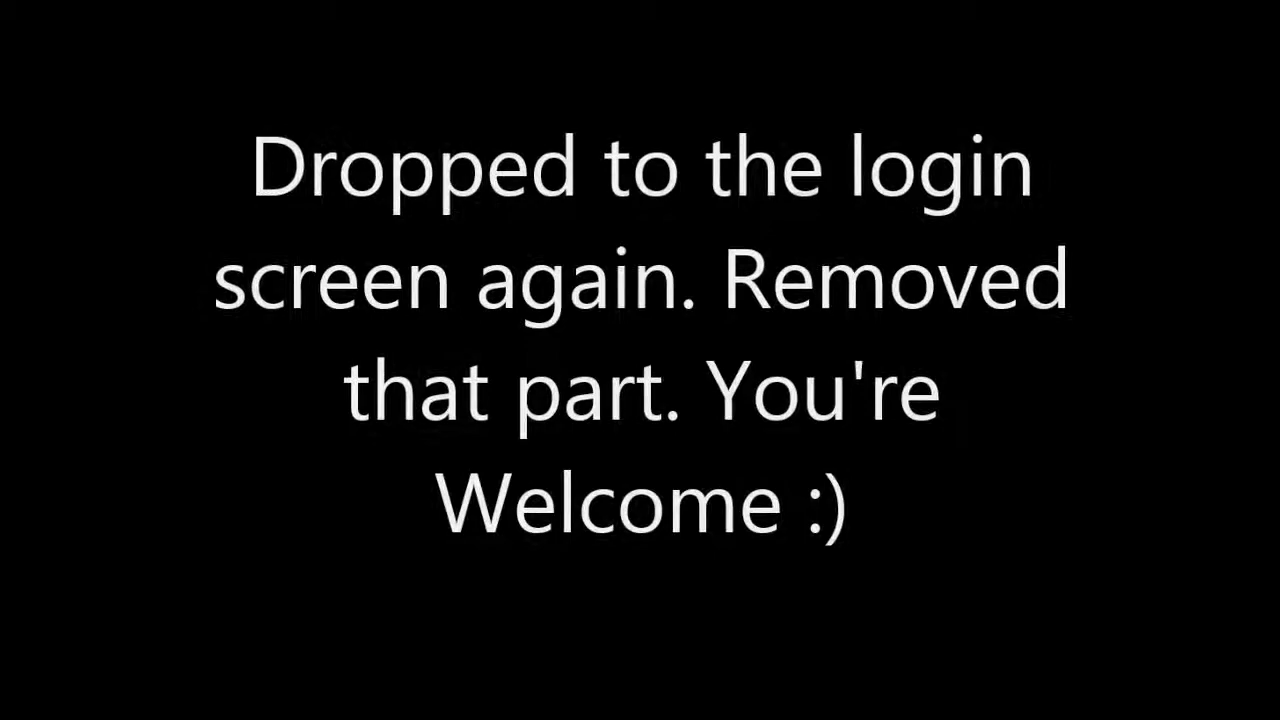 Dropped to the login
screen again. Removed
that part. You're
Welcome :)